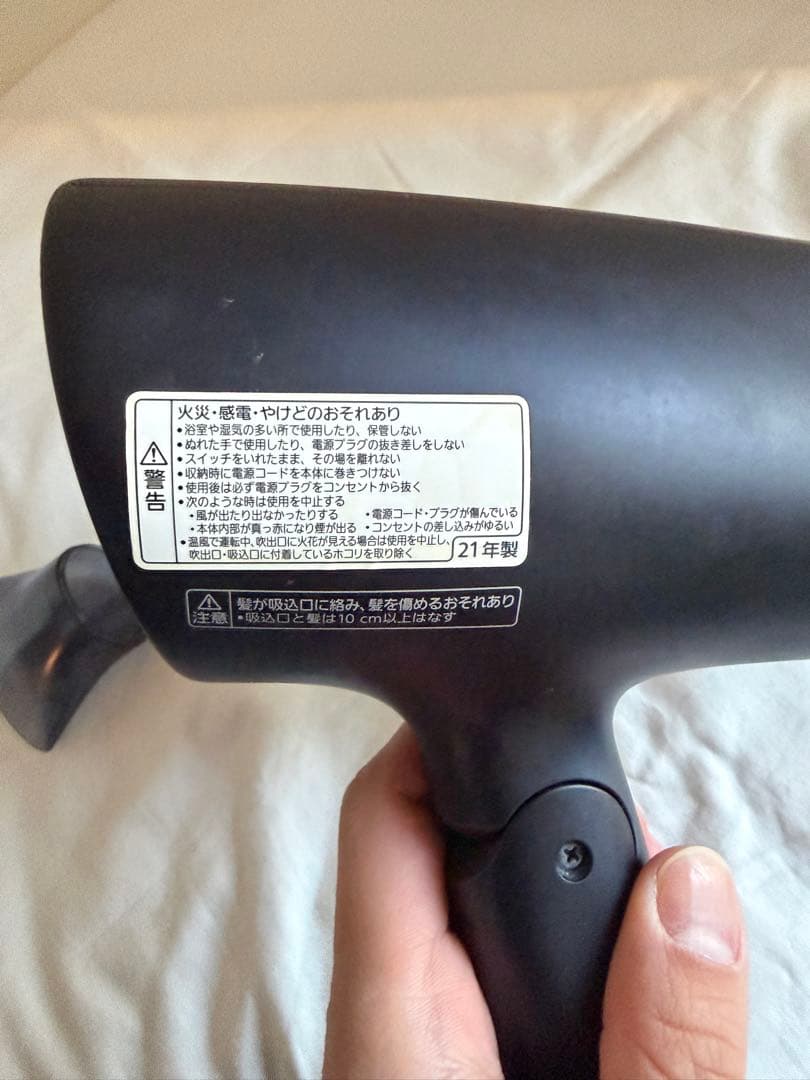 警告
火災・感電・やけどのおそれあり
•浴室や湿気の多い所で使用したり、保管しない
•ぬれた手で使用したり、電源プラグの抜き差しをしない
•スイッチをいれたまま、その場を離れない
•収納時に電源コードを本体に巻きつけない
•使用後は必ず電源プラグをコンセントから抜く
•次のような時は使用を中止する
・風が出たり出なかったりする ・電源コード・プラグが傷んでいる
・本体内部が真っ赤になり煙が出る ・コンセントの差し込みがゆるい
•温風で運転中、吹出口に火花が見える場合は使用を中止し、
吹出口・吸込口に付着しているホコリを取り除く
21年製
注意
髪が吸込口に絡み、髪を傷めるおそれあり
•吸込口と髪は10 cm以上はなす